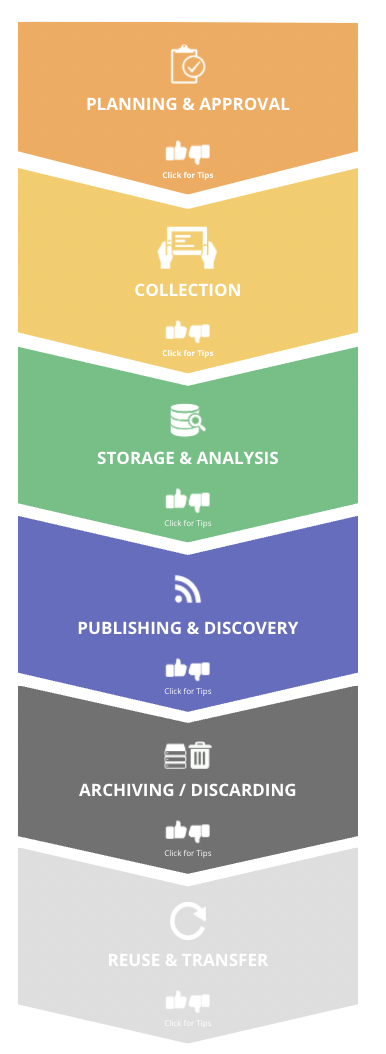 PLANNING & APPROVAL
Click for Tips
COLLECTION
Click for Tips
STORAGE & ANALYSIS
Click for Tips
PUBLISHING & DISCOVERY
Click for Tips
ARCHIVING / DISCARDING
Click for Tips
REUSE & TRANSFER
Click for Tips